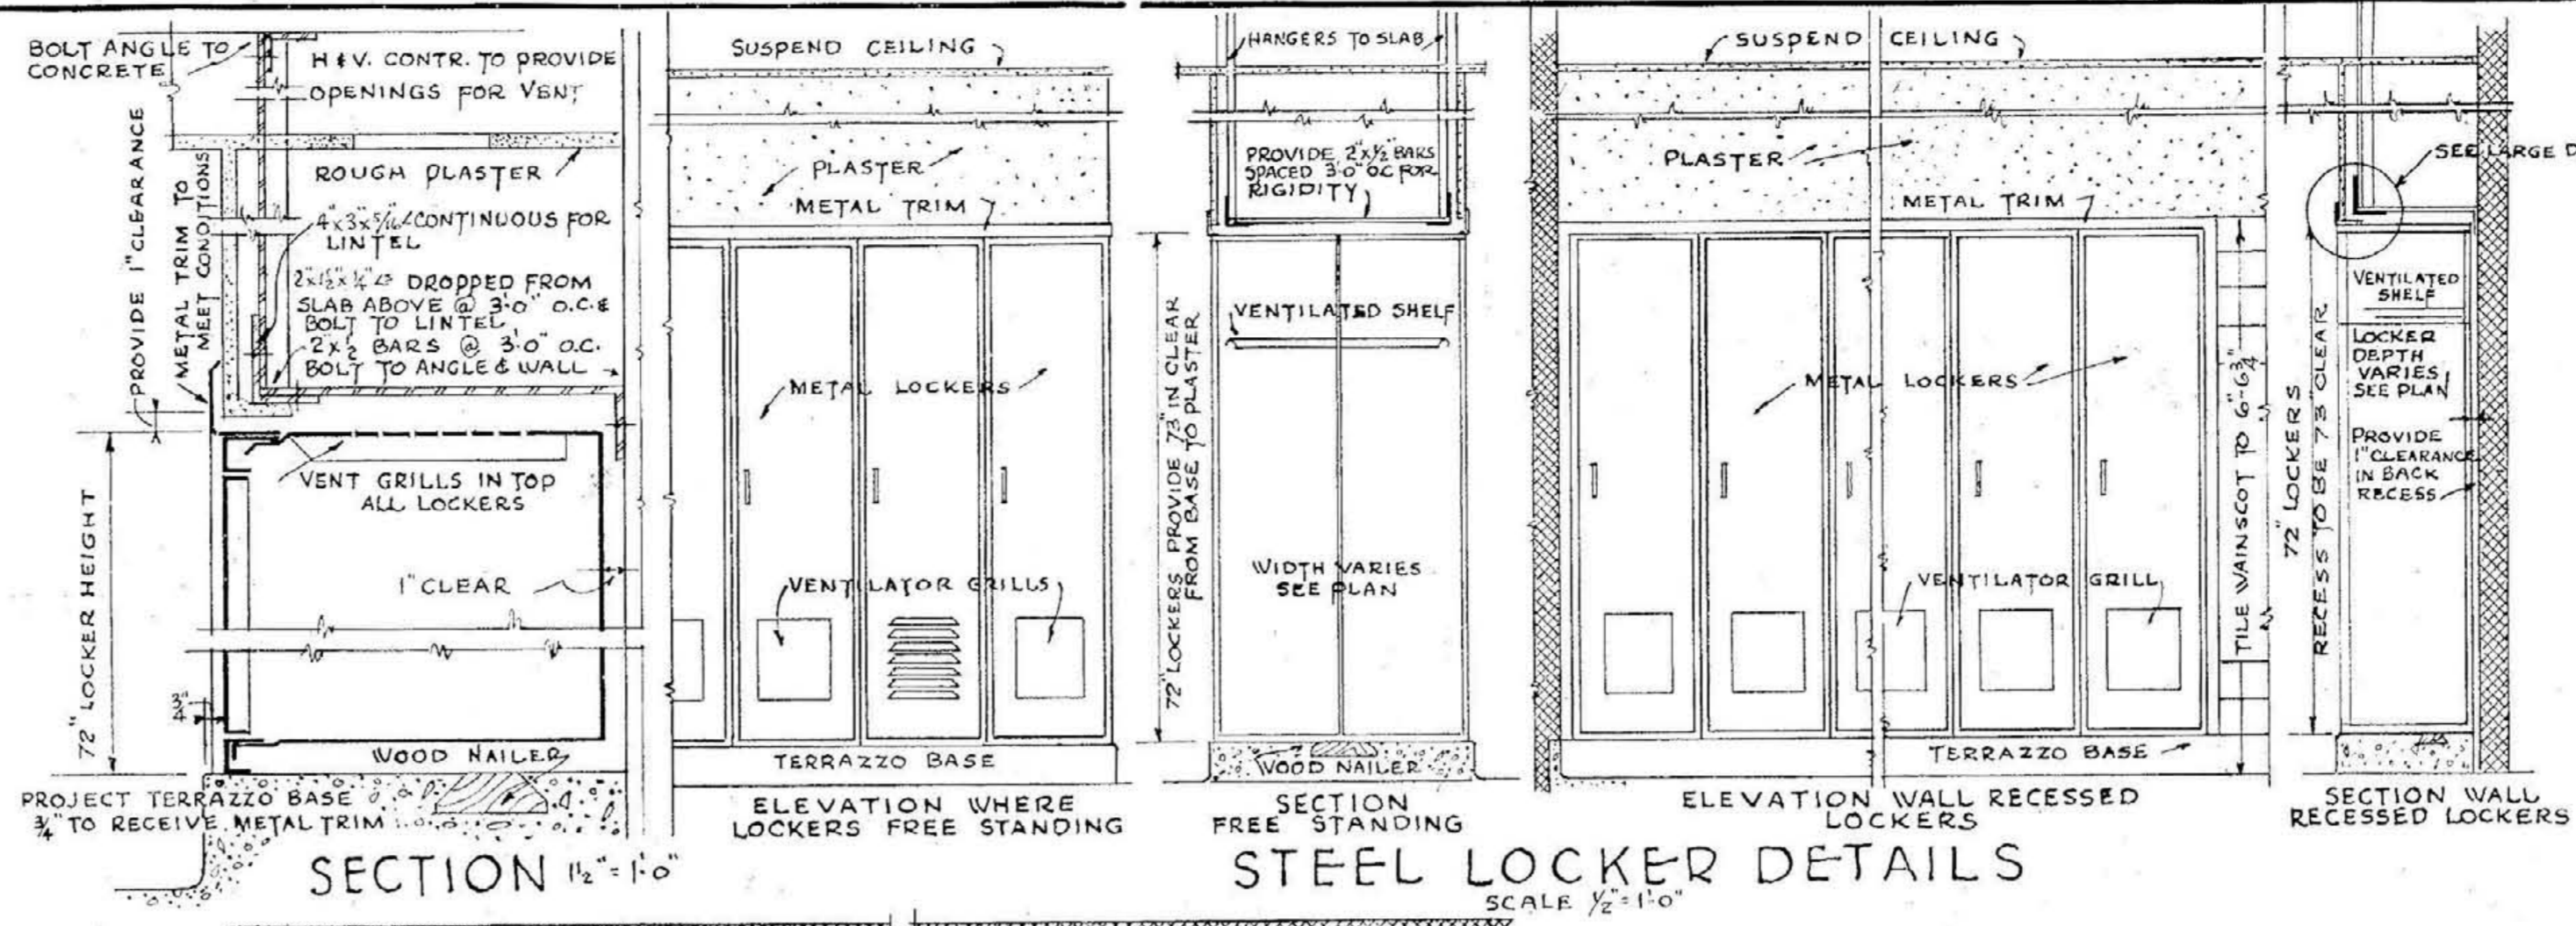 BOLT ANGLE TO
CONCRETE
H & V. CONTR. TO PROVIDE
OPENINGS FOR VENT
PROVIDE 1" CLEARANCE
METAL TRIM TO
MEET CONDITIONS
ROUGH PLASTER
4"x3"x5/16" CONTINUOUS FOR
LINTEL
2"x1½"x¼" DROPPED FROM
SLAB ABOVE @ 3'-0" O.C. &
BOLT TO LINTEL
2"x½ BARS @ 3'-0" O.C.
BOLT TO ANGLE & WALL
VENT GRILLS IN TOP
ALL LOCKERS
72" LOCKER HEIGHT
1" CLEAR
3/4"
WOOD NAILER
PROJECT TERRAZZO BASE
3/4" TO RECEIVE METAL TRIM
SECTION 1½"=1'-0"
SUSPEND CEILING
PLASTER
METAL TRIM
METAL LOCKERS
VENTILATOR GRILLS
TERRAZZO BASE
ELEVATION WHERE
LOCKERS FREE STANDING
HANGERS TO SLAB
PROVIDE 2"x½" BARS
SPACED 3'-0" OC FOR
RIGIDITY
VENTILATED SHELF
72" LOCKERS PROVIDE 73" IN CLEAR
FROM BASE TO PLASTER
WIDTH VARIES
SEE PLAN
WOOD NAILER
SECTION
FREE STANDING
SUSPEND CEILING
PLASTER
METAL TRIM
METAL LOCKERS
VENTILATOR GRILL
TILE WAINSCOT TO 6"-6¾"
TERRAZZO BASE
ELEVATION WALL RECESSED
LOCKERS
SEE LARGE D
VENTILATED
SHELF
LOCKER
DEPTH
VARIES
SEE PLAN
PROVIDE
1" CLEARANCE
IN BACK
RECESS
72" LOCKERS
RECESS TO BE 73" CLEAR
SECTION WALL
RECESSED LOCKERS
STEEL LOCKER DETAILS
SCALE ½"=1'-0"